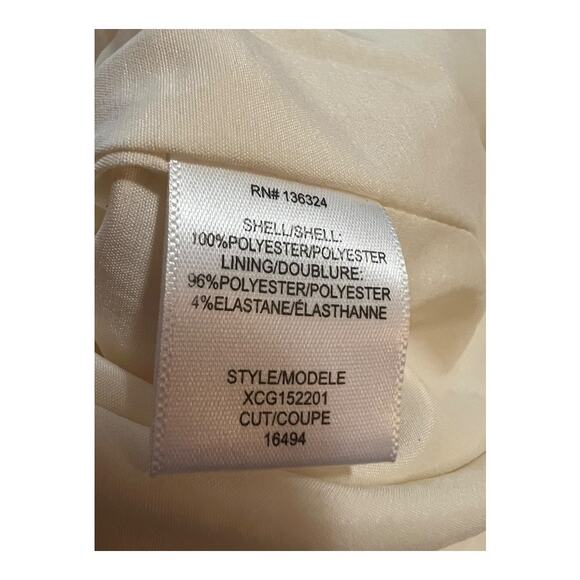 RN# 136324
SHELL/SHELL:
100%POLYESTER/POLYESTER
LINING/DOUBLURE:
96%POLYESTER/POLYESTER
4%ELASTANE/ÉLASTHANNE
STYLE/MODELE
XCG152201
CUT/COUPE
16494